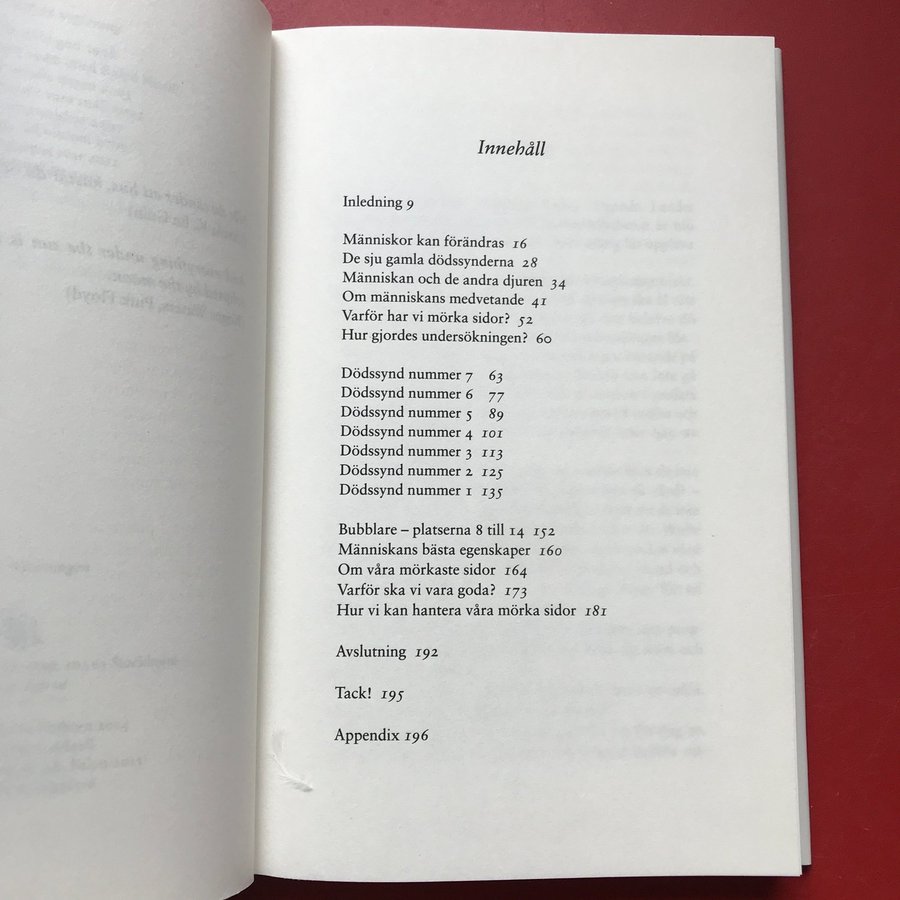 Innehåll
Inledning 9
Människor kan förändras 16
De sju gamla dödssynderna 28
Människan och de andra djuren 34
Om människans medvetande 41
Varför har vi mörka sidor? 52
Hur gjordes undersökningen? 60
Dödssynd nummer 7 63
Dödssynd nummer 6 77
Dödssynd nummer 5 89
Dödssynd nummer 4 101
Dödssynd nummer 3 113
Dödssynd nummer 2 125
Dödssynd nummer 1 135
Bubblare – platserna 8 till 14 152
Människans bästa egenskaper 160
Om våra mörkaste sidor 164
Varför ska vi vara goda? 173
Hur vi kan hantera våra mörka sidor 181
Avslutning 192
Tack! 195
Appendix 196